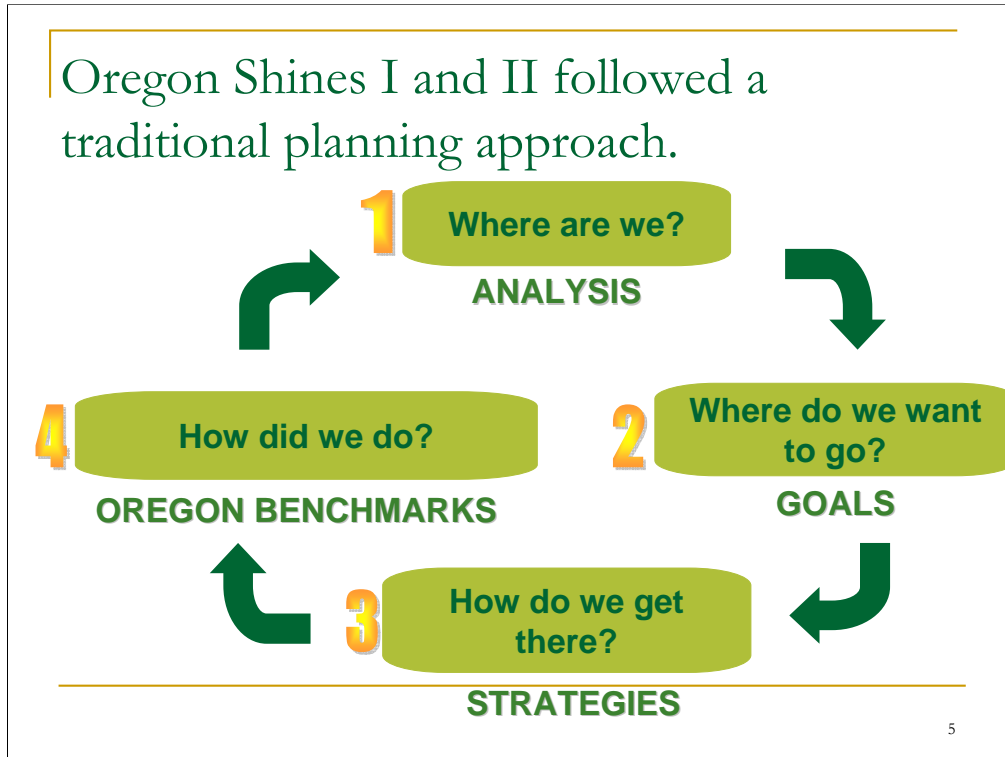 Oregon Shines I and II followed a
traditional planning approach.
1
Where are we?
ANALYSIS
2
Where do we want
to go?
GOALS
3
How do we get
there?
STRATEGIES
4
How did we do?
OREGON BENCHMARKS
5